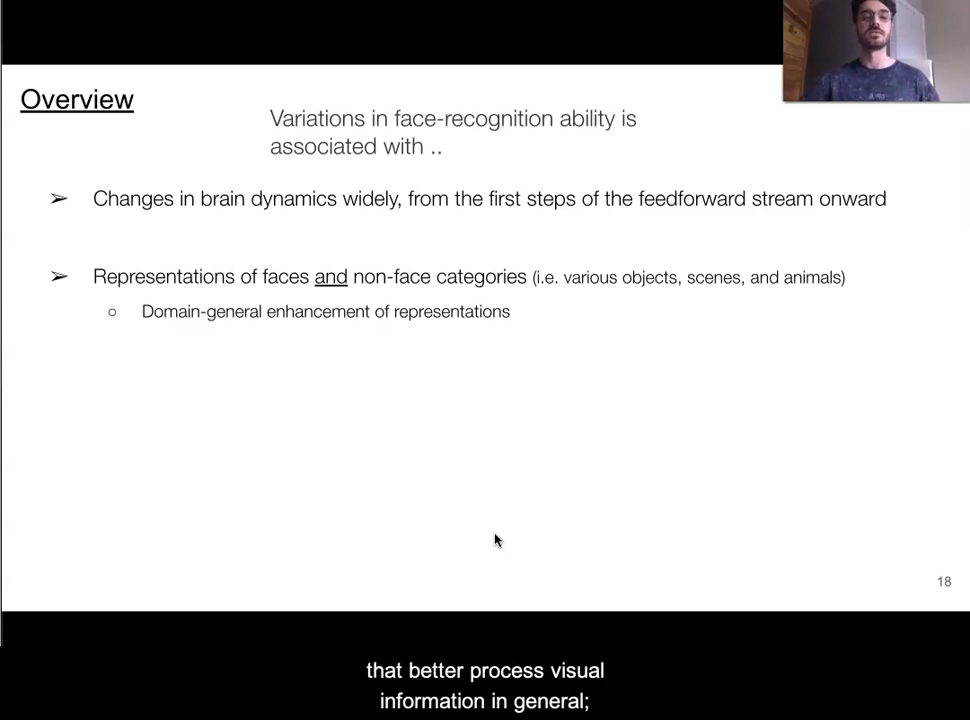 Overview
Variations in face-recognition ability is
associated with ..
➢ Changes in brain dynamics widely, from the first steps of the feedforward stream onward
➢ Representations of faces and non-face categories (i.e. various objects, scenes, and animals)
○ Domain-general enhancement of representations
18
that better process visual
information in general;